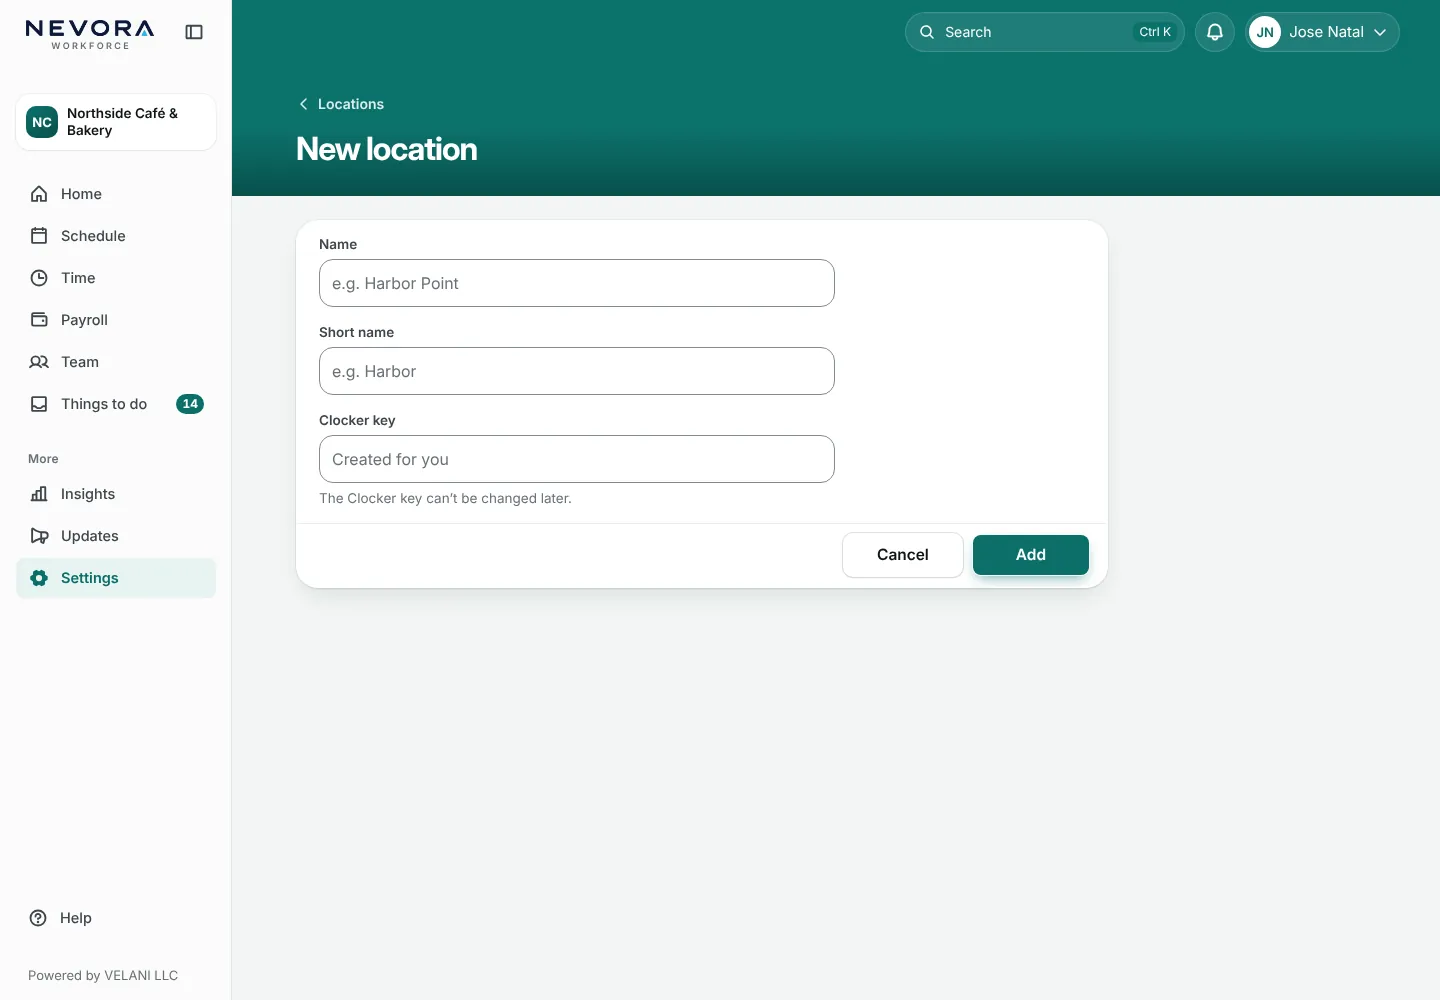 NEVORA
WORKFORCE
Search
Ctrl K
JN
Jose Natal
NC
Northside Café &
Bakery
Locations
New location
Home
Schedule
Time
Payroll
Team
Things to do
14
More
Insights
Updates
Settings
Name
e.g. Harbor Point
Short name
e.g. Harbor
Clocker key
Created for you
The Clocker key can’t be changed later.
Cancel
Add
Help
Powered by VELANI LLC